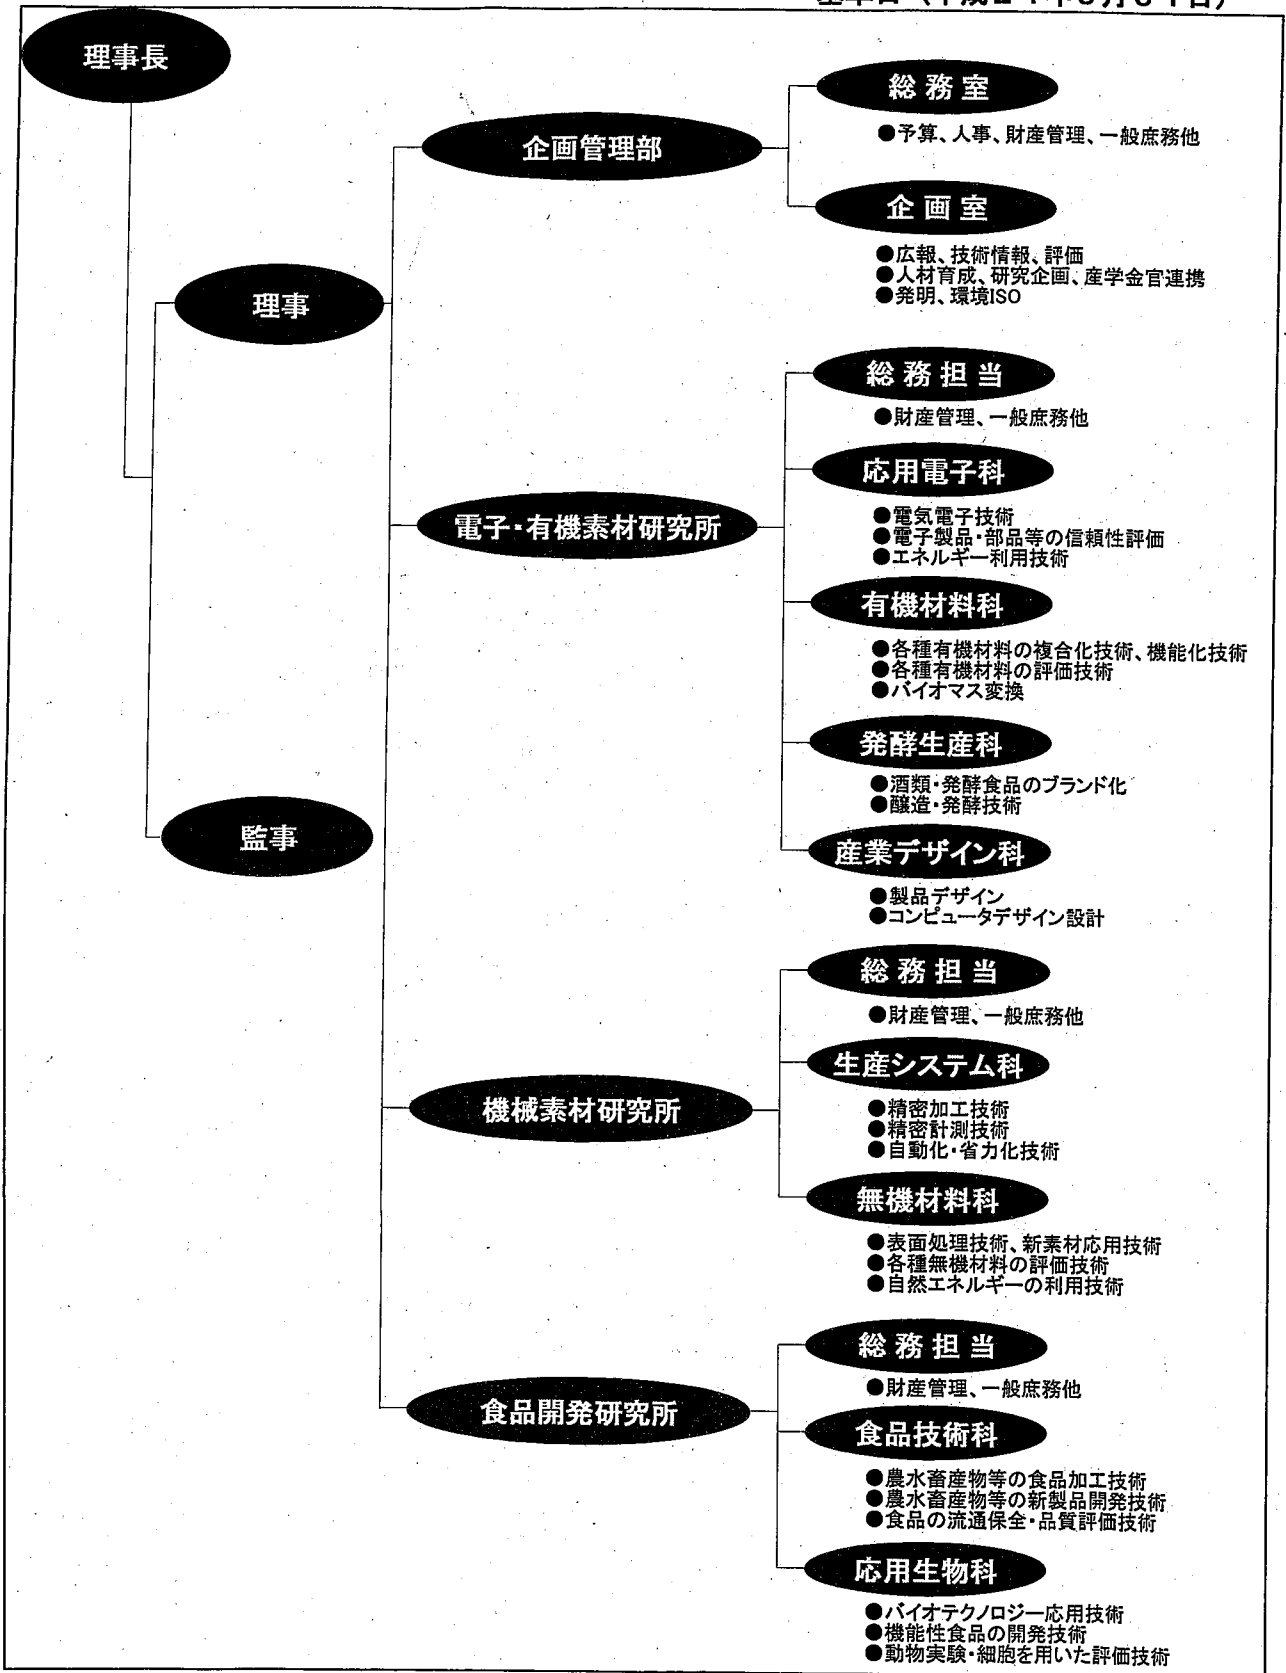 理事長
理事
監事
企画管理部
総務室
●予算、人事、財産管理、一般庶務他
企画室
●広報、技術情報、評価
●人材育成、研究企画、産学金官連携
●発明、環境ISO
電子・有機素材研究所
総務担当
●財産管理、一般庶務他
応用電子科
●電気電子技術
●電子製品・部品等の信頼性評価
●エネルギー利用技術
有機材料科
●各種有機材料の複合化技術、機能化技術
●各種有機材料の評価技術
●バイオマス変換
発酵生産科
●酒類・発酵食品のブランド化
●醸造・発酵技術
産業デザイン科
●製品デザイン
●コンピュータデザイン設計
機械素材研究所
総務担当
●財産管理、一般庶務他
生産システム科
●精密加工技術
●精密計測技術
●自動化・省力化技術
無機材料科
●表面処理技術、新素材応用技術
●各種無機材料の評価技術
●自然エネルギーの利用技術
食品開発研究所
総務担当
●財産管理、一般庶務他
食品技術科
●農水畜産物等の食品加工技術
●農水畜産物等の新製品開発技術
●食品の流通保全・品質評価技術
応用生物科
●バイオテクノロジー応用技術
●機能性食品の開発技術
●動物実験・細胞を用いた評価技術